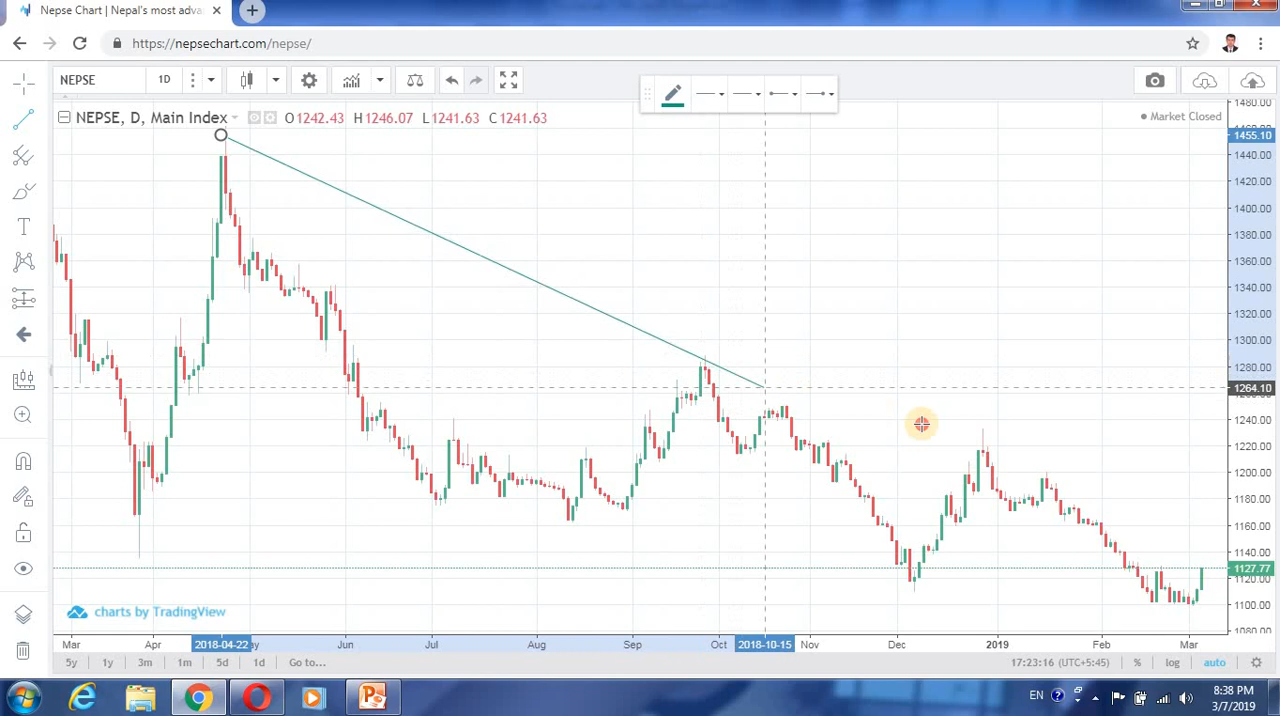 Nepse Chart | Nepal's most adva
https://nepsechart.com/nepse/
NEPSE 1D
NEPSE, D, Main Index O1242.43 H1246.07 L1241.63 C1241.63
Market Closed
1480.00
1455.10
1440.00
1420.00
1400.00
1380.00
1360.00
1340.00
1320.00
1300.00
1280.00
1264.10
1240.00
1220.00
1200.00
1180.00
1160.00
1140.00
1127.77
1120.00
1100.00
1080.00
charts by TradingView
Mar Apr 2018-04-22 Jun Jul Aug Sep Oct 2018-10-15 Nov Dec 2019 Feb Mar
5y 1y 3m 1m 5d 1d Go to... 17:23:16 (UTC+5:45) % log auto
EN 8:38 PM
3/7/2019